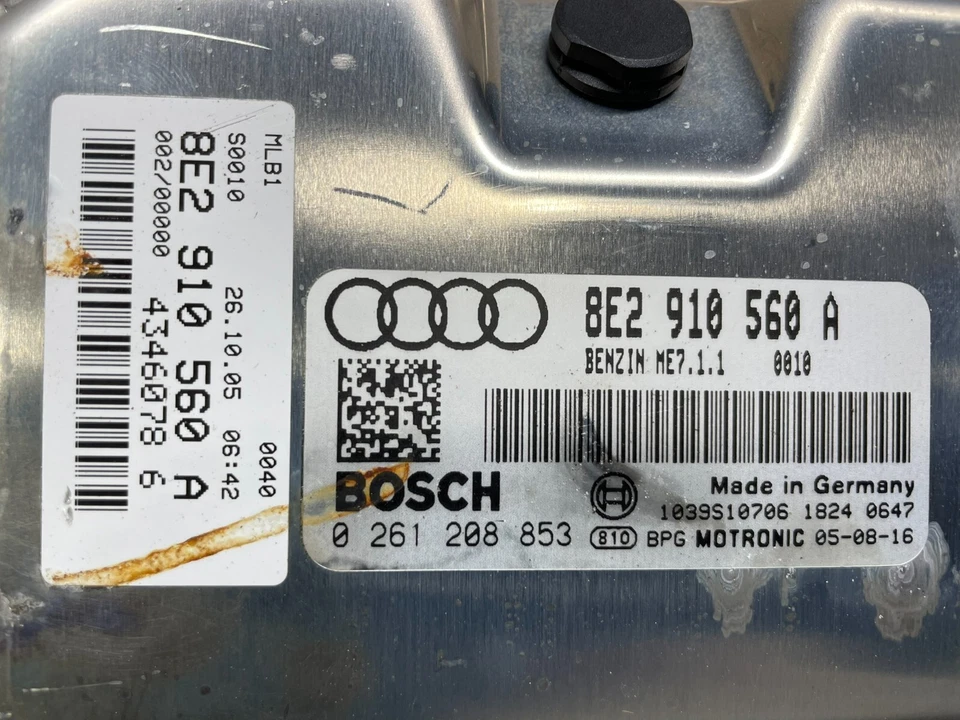 MLB1
S0010 26.10.05 06:42 0040
8E2 910 560 A
002/00000 4346078 6
8E2 910 560 A
BENZIN ME7.1.1 0010
BOSCH
Made in Germany
1039S10706 1824 0647
0 261 208 853 810 BPG MOTRONIC 05-08-16